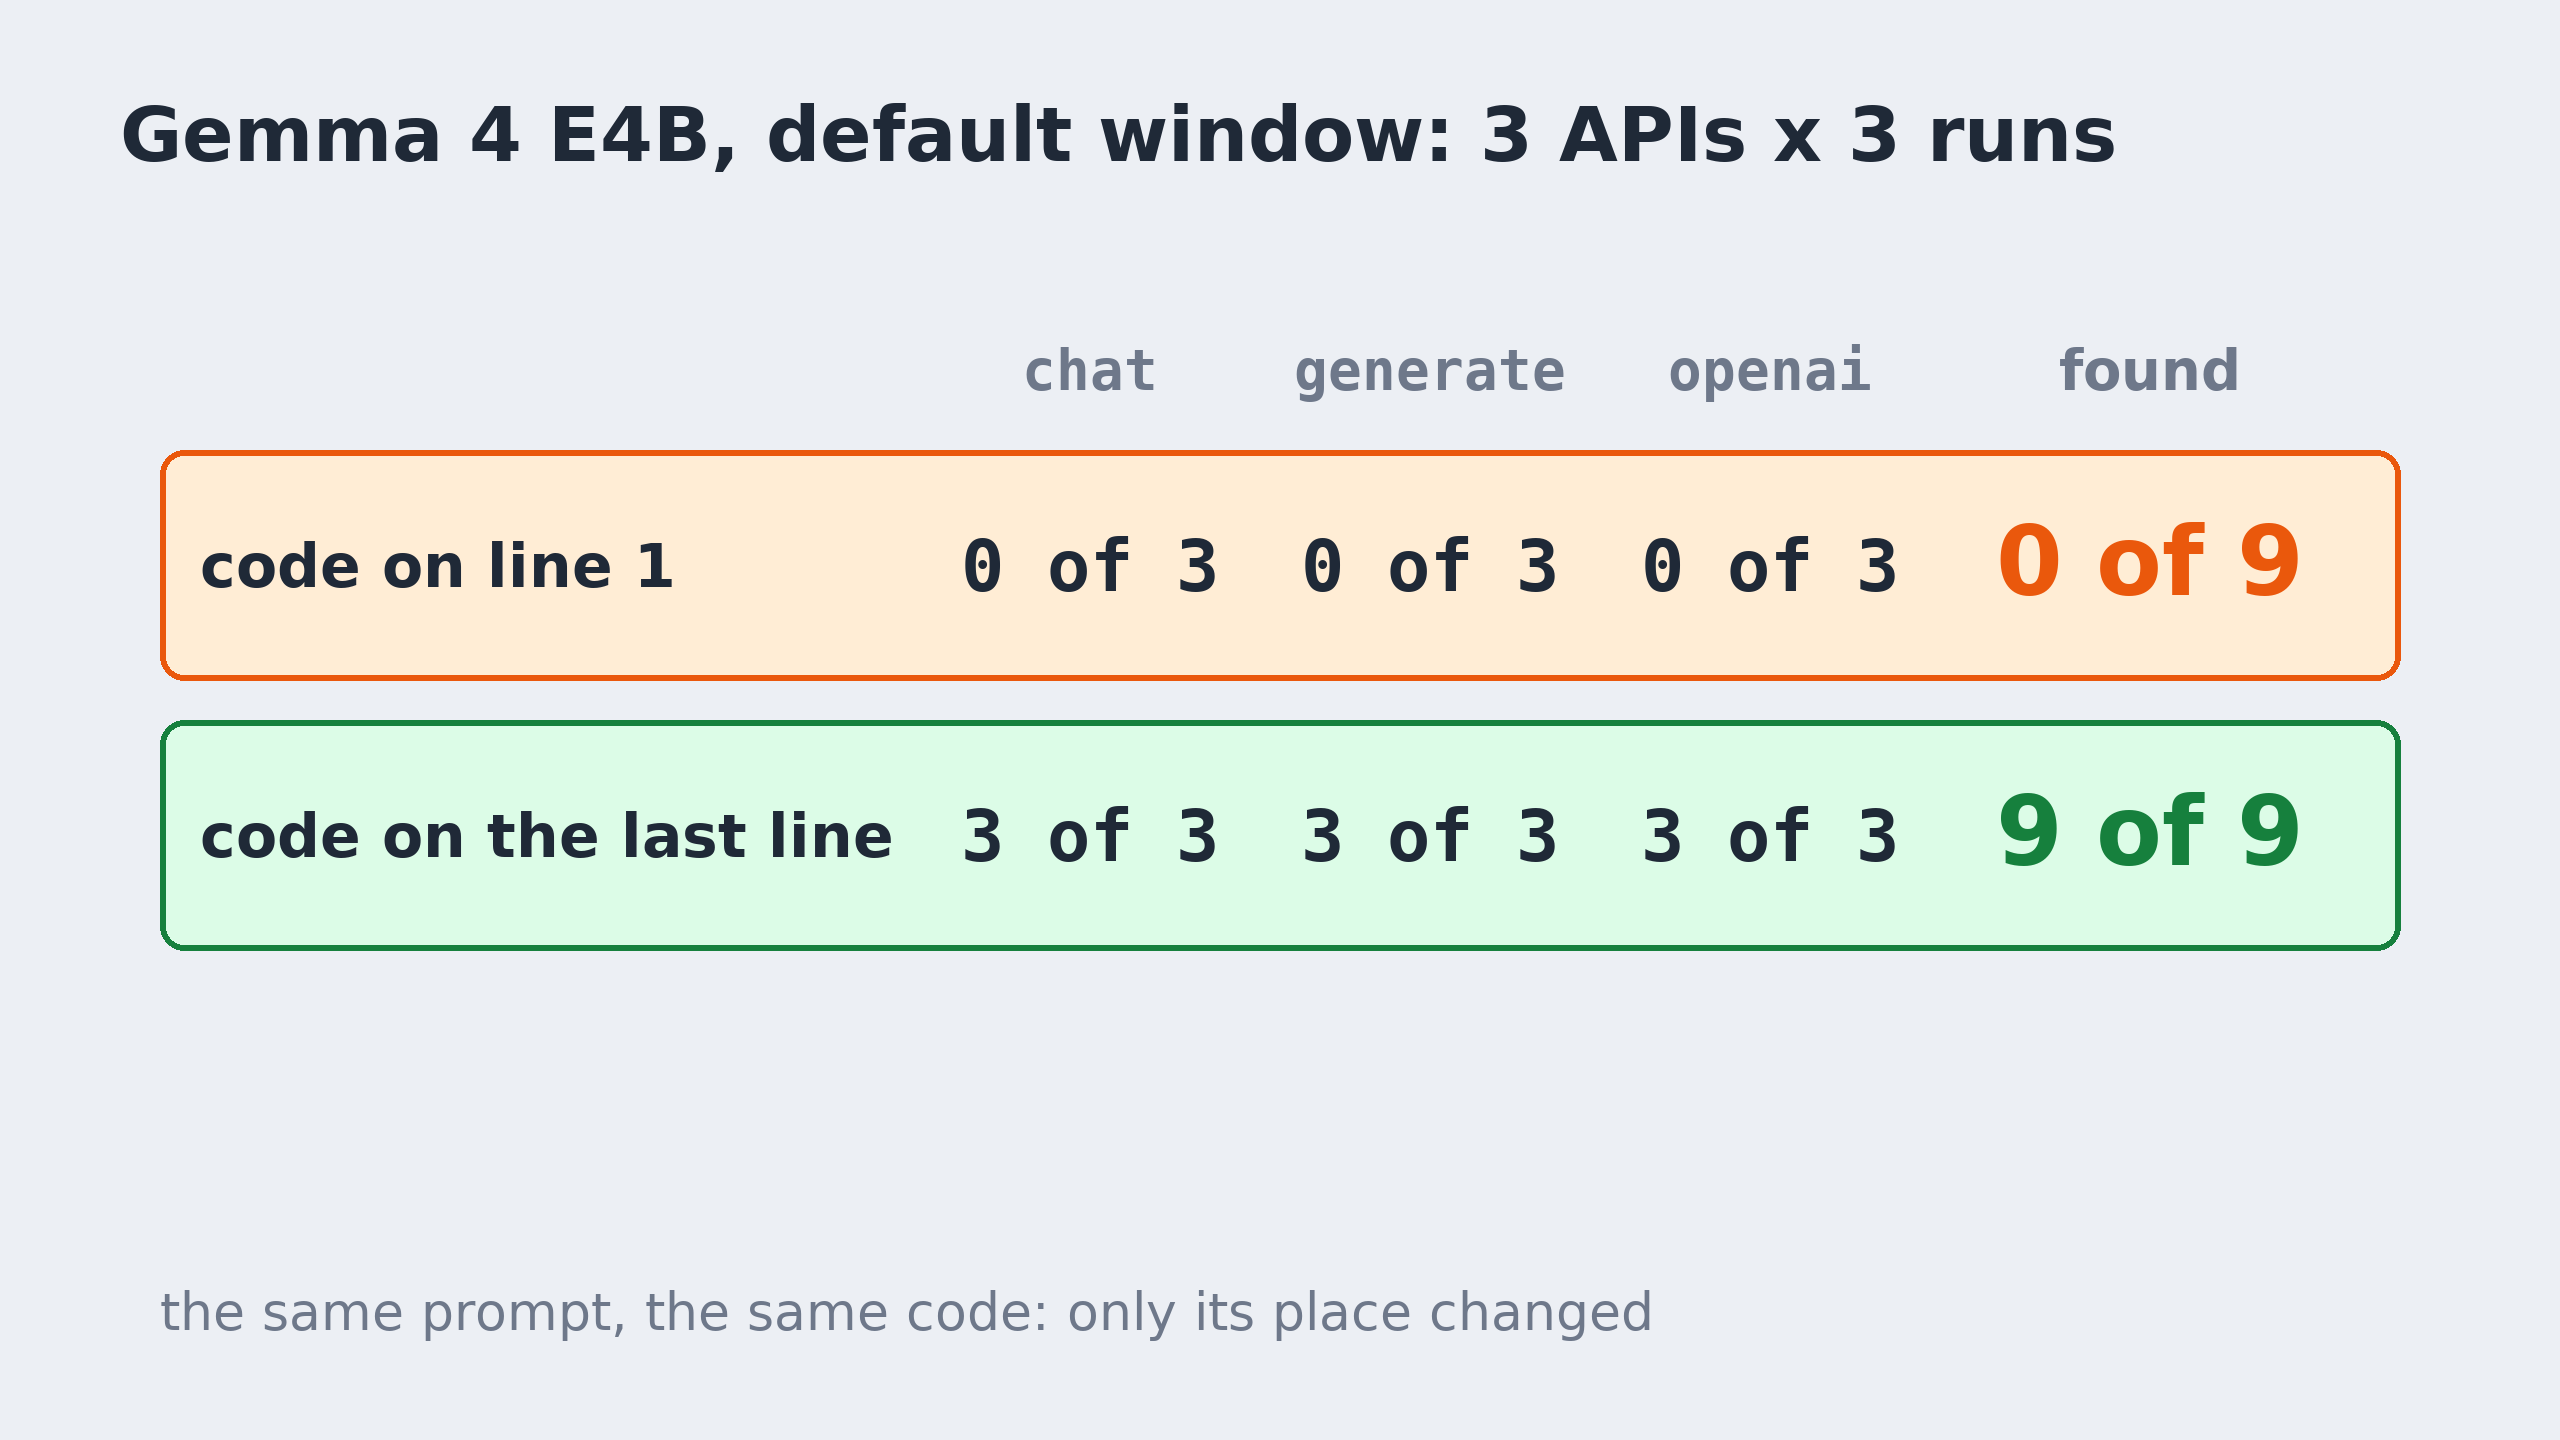 Gemma 4 E4B, default window: 3 APIs x 3 runs
chat generate openai found
code on line 1 0 of 3 0 of 3 0 of 3 0 of 9
code on the last line 3 of 3 3 of 3 3 of 3 9 of 9
the same prompt, the same code: only its place changed